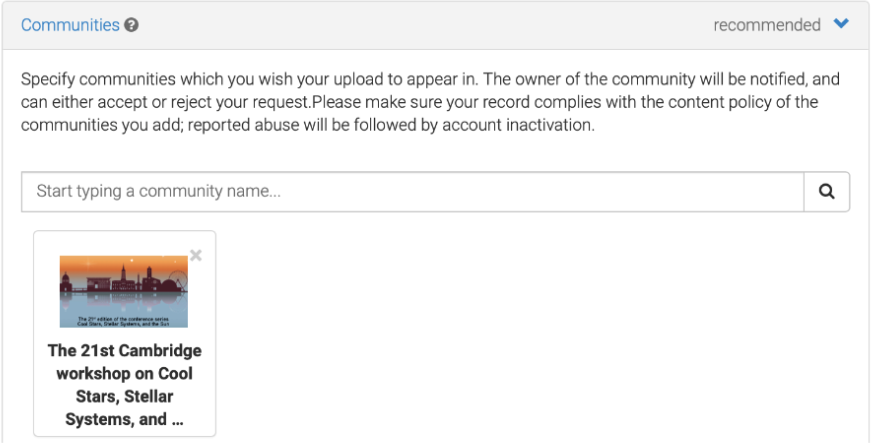 Communities
recommended
Specify communities which you wish your upload to appear in. The owner of the community will be notified, and
can either accept or reject your request.Please make sure your record complies with the content policy of the
communities you add; reported abuse will be followed by account inactivation.
Start typing a community name...
The 21st edition of the conference series
Cool Stars, Stellar Systems, and the Sun
The 21st Cambridge
workshop on Cool
Stars, Stellar
Systems, and ...